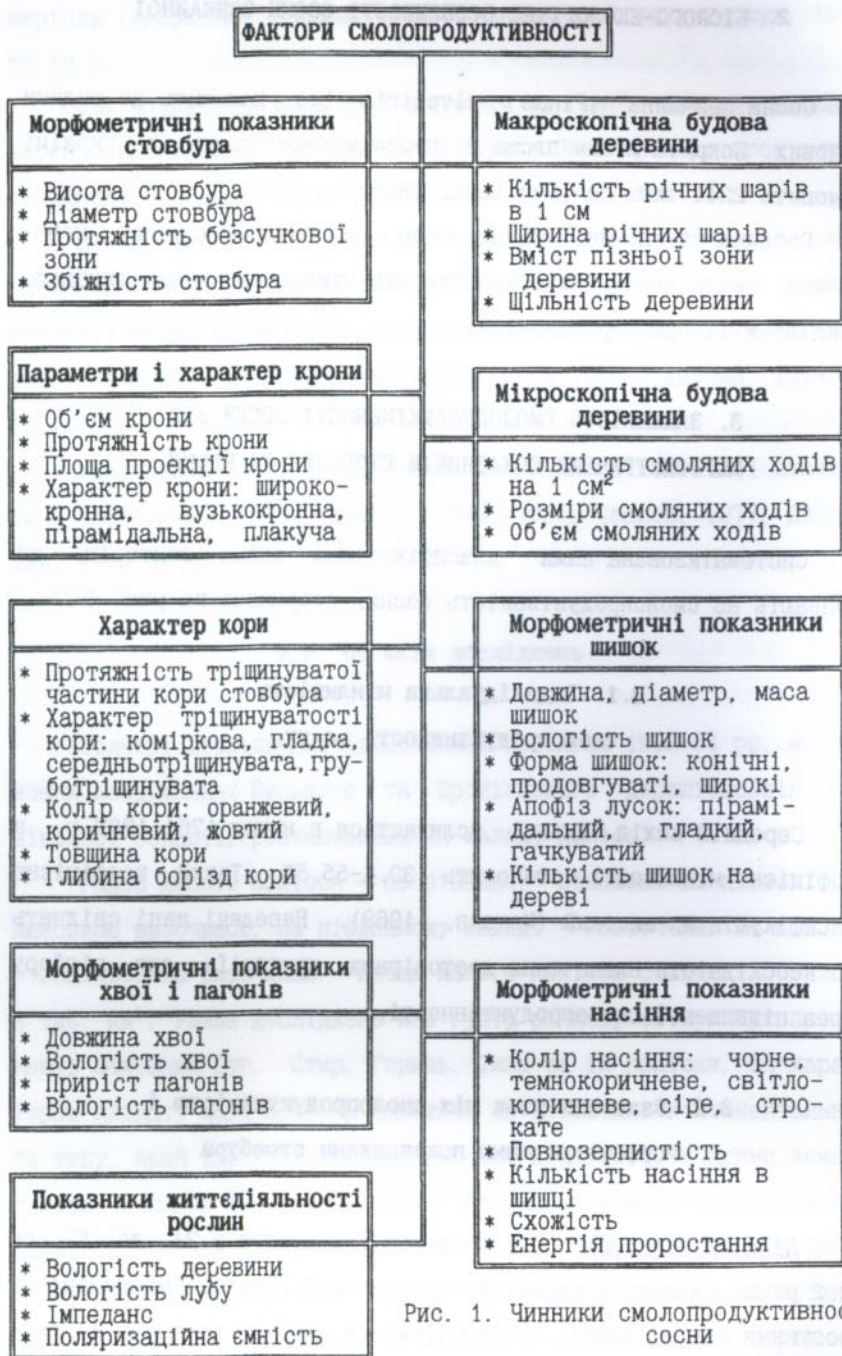 ФАКТОРИ СМОЛОПРОДУКТИВНОСТІ
Морфометричні показники
стовбура
* Висота стовбура
* Діаметр стовбура
* Протяжність безсучкової
зони
* Збіжність стовбура
Параметри і характер крони
* Об'єм крони
* Протяжність крони
* Площа проекції крони
* Характер крони: широко-
кронна, вузькокронна,
пірамідальна, плакуча
Характер кори
* Протяжність тріщинуватої
частини кори стовбура
* Характер тріщинуватості
кори: коміркова, гладка,
середньотріщинувата, гру-
ботріщинувата
* Колір кори: оранжевий,
коричневий, жовтий
* Товщина кори
* Глибина борізд кори
Морфометричні показники
хвої і пагонів
* Довжина хвої
* Вологість хвої
* Приріст пагонів
* Вологість пагонів
Показники життєдіяльності
рослин
* Вологість деревини
* Вологість лубу
* Імпеданс
* Поляризаційна ємність
Макроскопічна будова
деревини
* Кількість річних шарів
в 1 см
* Ширина річних шарів
* Вміст пізньої зони
деревини
* Щільність деревини
Мікроскопічна будова
деревини
* Кількість смоляних ходів
на 1 см²
* Розміри смоляних ходів
* Об'єм смоляних ходів
Морфометричні показники
шишок
* Довжина, діаметр, маса
шишок
* Вологість шишок
* Форма шишок: конічні,
продовгуваті широкі
* Апофіз лусок: пірамі-
дальний, гладкий,
гачкуватий
* Кількість шишок на
дереві
Морфометричні показники
насіння
* Колір насіння: чорне,
темнокоричневе, світло-
коричневе, сіре, стро-
кате
* Повнозернистість
* Кількість насіння в
шишці
* Схожість
* Енергія проростання
Рис. 1. Чинники смолопродуктивнос
сосни